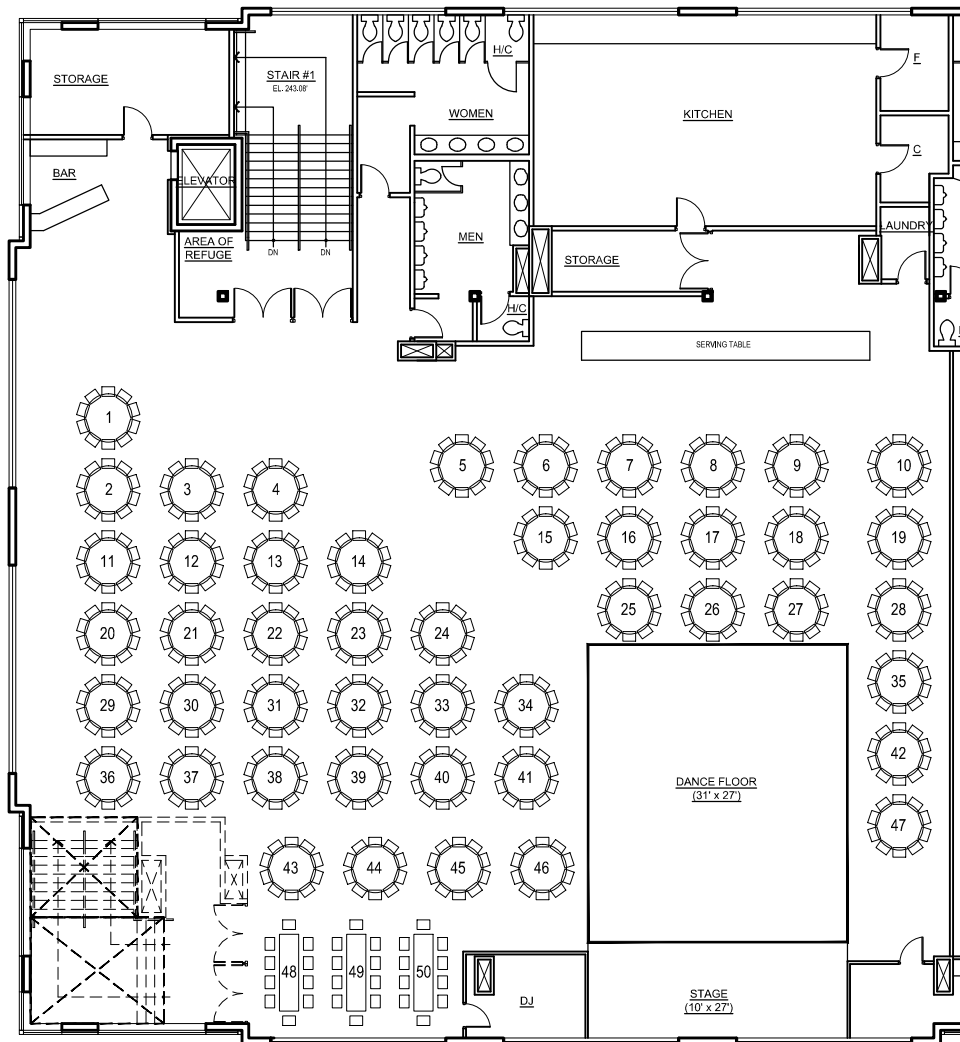 F
H/C
STAIR #1
EL. 243.08'
STORAGE
WOMEN
KITCHEN
C
BAR
ELEVATOR
LAUNDRY
MEN
AREA OF
REFUGE
DN
DN
STORAGE
H/C
SERVING TABLE
1
5
6
7
8
9
10
2
3
4
15
16
17
18
19
11
12
13
14
25
26
27
28
20
21
22
23
24
35
29
30
31
32
33
34
42
36
37
38
39
40
41
DANCE FLOOR
(31' x 27')
47
43
44
45
46
48
49
50
DJ
STAGE
(10' x 27')